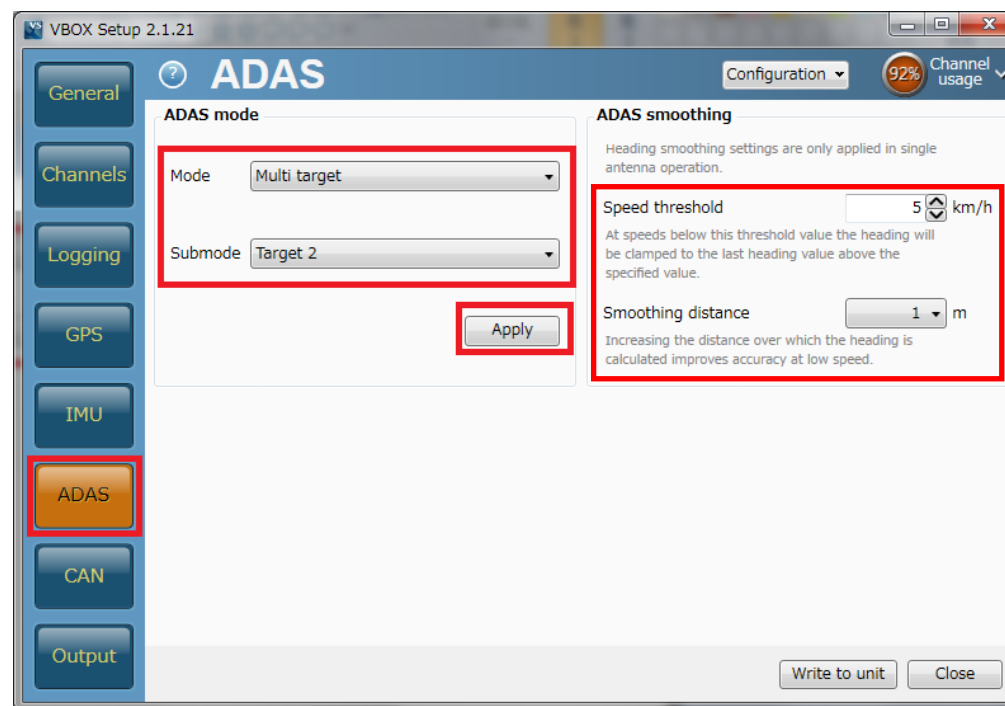 VBOX Setup 2.1.21
General
Channels
Logging
GPS
IMU
ADAS
CAN
Output
? ADAS
Configuration
92% Channel
usage
ADAS mode
Mode Multi target
Submode Target 2
Apply
ADAS smoothing
Heading smoothing settings are only applied in single
antenna operation.
Speed threshold 5 km/h
At speeds below this threshold value the heading will
be clamped to the last heading value above the
specified value.
Smoothing distance 1 m
Increasing the distance over which the heading is
calculated improves accuracy at low speed.
Write to unit Close